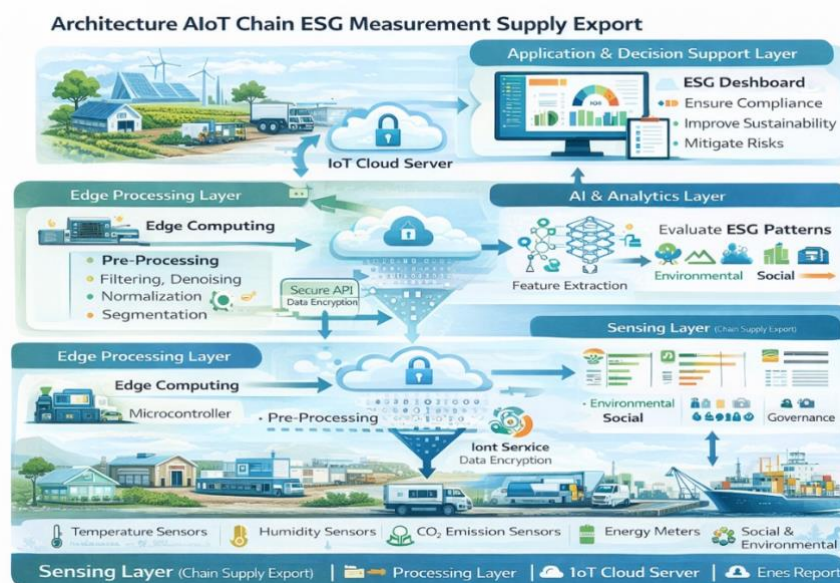 Architecture AIoT Chain ESG Measurement Supply Export
Application & Decision Support Layer
ESG Dashboard
Ensure Compliance
• Improve Sustainability
• Mitigate Risks
IoT Cloud Server
Edge Processing Layer
Edge Computing
• Pre-Processing
• Filtering, Denoising
• Normalization
• Segmentation
Secure API
Data Encryption
AI & Analytics Layer
Evaluate ESG Patterns
Feature Extraction
Environmental
Social
Sensing Layer (Chain Supply Export)
Edge Processing Layer
Edge Computing
Microcontroller
• Pre-Processing
Iont Service
Data Encryption
• Environmental
Social
Governance
Temperature Sensors
Humidity Sensors
CO₂ Emission Sensors
Energy Meters
Social &
Environmental
Sensing Layer (Chain Supply Export)
Processing Layer
1oT Cloud Server
Enes Repor